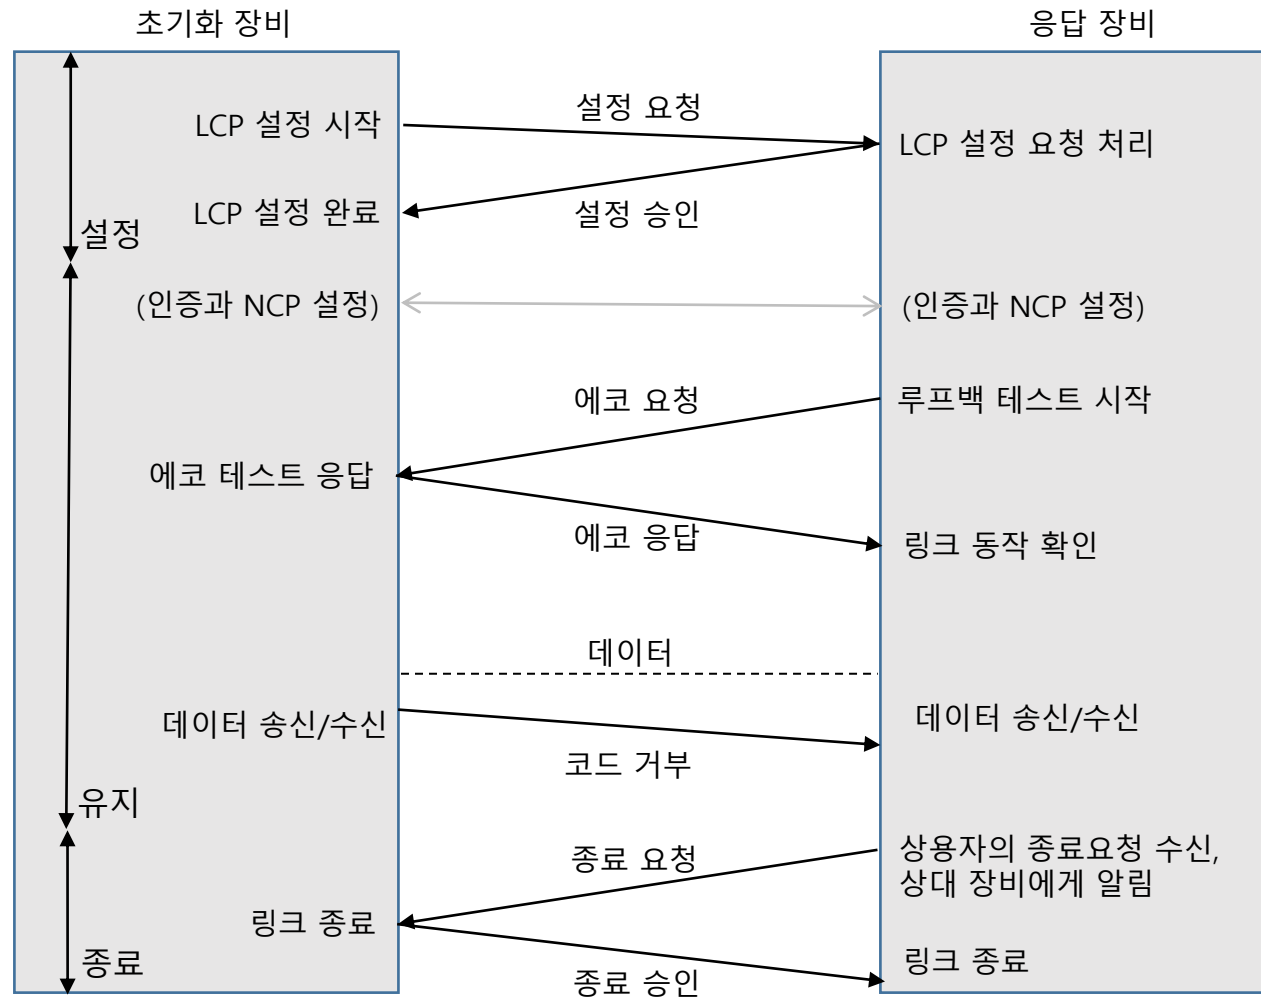 초기화 장비
응답 장비
설정 요청
LCP 설정 시작
LCP 설정 요청 처리
LCP 설정 완료
설정 승인
설정
(인증과 NCP 설정)
(인증과 NCP 설정)
에코 요청
루프백 테스트 시작
에코 테스트 응답
에코 응답
링크 동작 확인
데이터
데이터 송신/수신
데이터 송신/수신
코드 거부
유지
종료 요청
상용자의 종료요청 수신,
상대 장비에게 알림
링크 종료
링크 종료
종료
종료 승인